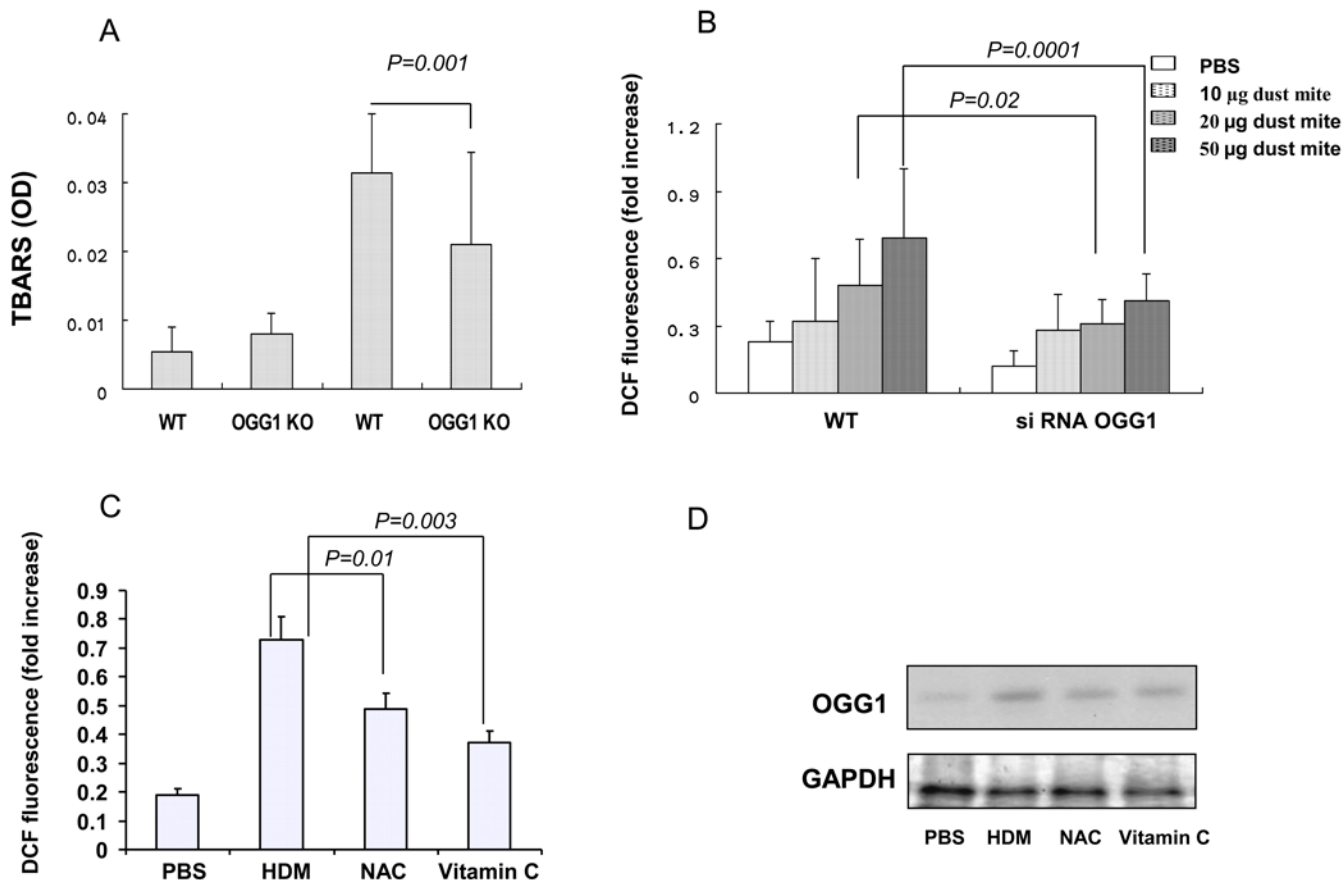 A
P=0.001
TBARS (OD)
0.04
0.03
0.02
0.01
0
WT OGG1 KO WT OGG1 KO
B
P=0.0001
P=0.02
PBS
10 µg dust mite
20 µg dust mite
50 µg dust mite
DCF fluorescence (fold increase)
1.2
0.9
0.6
0.3
0
WT si RNA OGG1
C
P=0.003
P=0.01
DCF fluorescence (fold increase)
0.9
0.8
0.7
0.6
0.5
0.4
0.3
0.2
0.1
0
PBS HDM NAC Vitamin C
D
OGG1
GAPDH
PBS HDM NAC Vitamin C